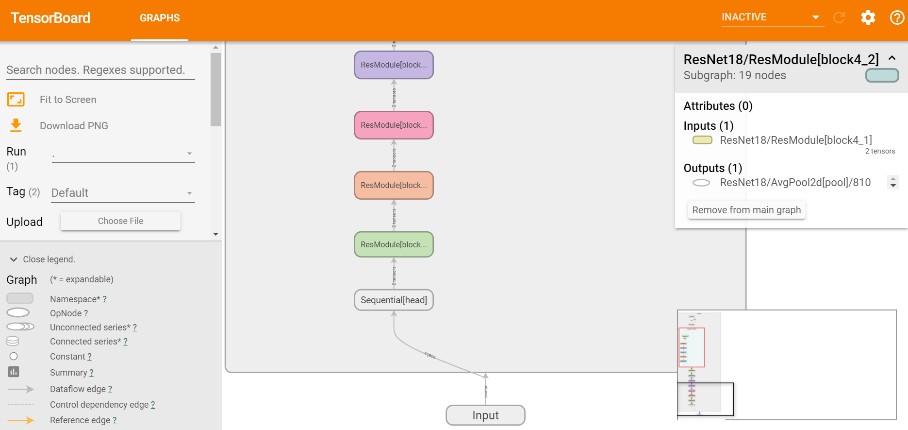 TensorBoard
GRAPHS
INACTIVE
Search nodes. Regexes supported.
Fit to Screen
Download PNG
Run
(1)
.
Tag (2)
Default
Upload
Choose File
Close legend.
Graph
(* = expandable)
Namespace* ?
OpNode ?
Unconnected series* ?
Connected series* ?
Constant ?
Summary ?
Dataflow edge ?
Control dependency edge ?
Reference edge ?
ResModule[block...
ResModule[block...
ResModule[block...
ResModule[block...
Sequential[head]
Input
ResNet18/ResModule[block4_2]
Subgraph: 19 nodes
Attributes (0)
Inputs (1)
ResNet18/ResModule[block4_1]
2 tensors
Outputs (1)
ResNet18/AvgPool2d[pool]/810
Remove from main graph